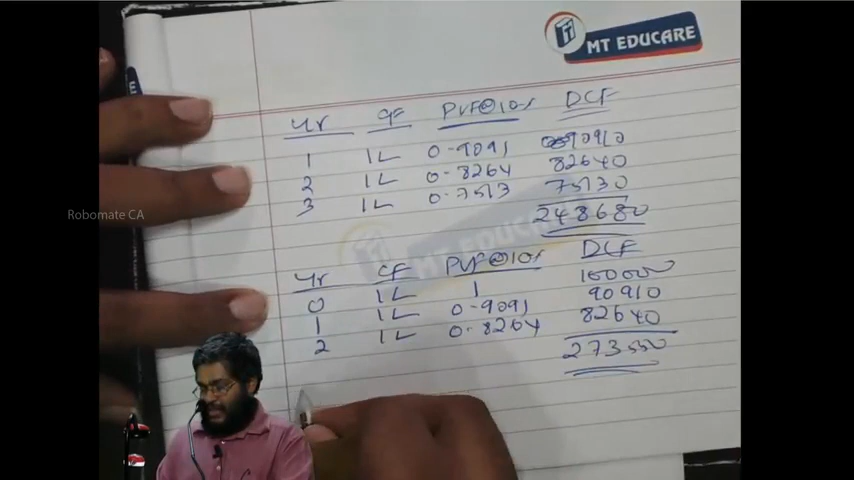 MT EDUCARE
Yr CF PVF@10% DCF
1 1L 0-9091 90910
2 1L 0-8264 82640
3 1L 0-7513 75130
248680
Robomate CA
MT EDUCARE
Yr CF PVF@10% DCF
0 1L 1 100000
1 1L 0-9091 90910
2 1L 0-8264 82640
273550